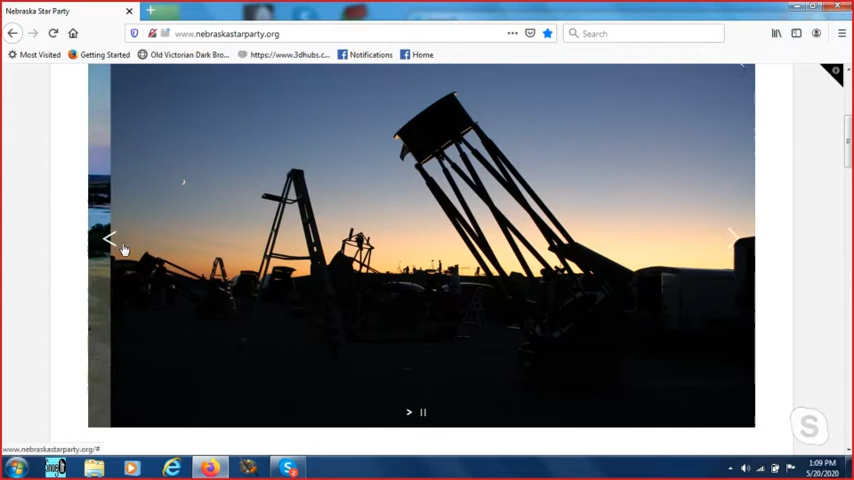 Nebraska Star Party
www.nebraskastarparty.org
Search
Most Visited
Getting Started
Old Victorian Dark Bro...
https://www.3dhubs.c...
Notifications
Home
www.nebraskastarparty.org/#
1:09 PM
5/20/2020